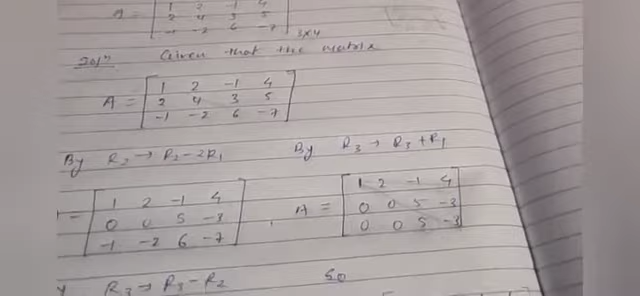 A = [ 1 2 -1 4
2 4 3 5
-1 -2 6 -7 ] 3x4
Solⁿ Given that the matrix
A = [ 1 2 -1 4
2 4 3 5
-1 -2 6 -7 ]
By R2 → R2-2R1 By R3 → R3+R1
= [ 1 2 -1 4
0 0 5 -3
-1 -2 6 -7 ] , A = [ 1 2 -1 4
0 0 5 -3
0 0 5 -3 ]
R3 → R3-R2 So